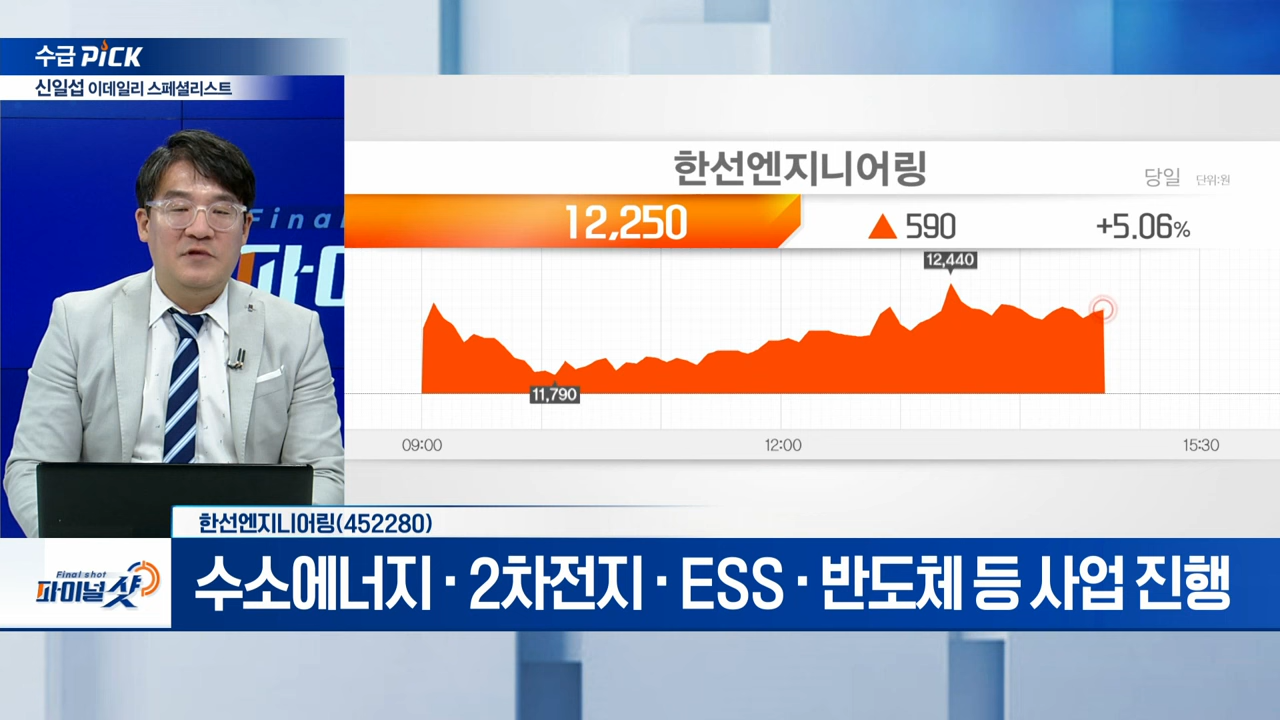 수급 PICK
신일섭 이데일리 스페셜리스트
Final
파이
한선엔지니어링
당일 단위:원
12,250 ▲ 590 +5.06%
12,440
11,790
09:00 12:00 15:30
한선엔지니어링(452280)
Final shot
파이널샷
수소에너지·2차전지·ESS·반도체 등 사업 진행